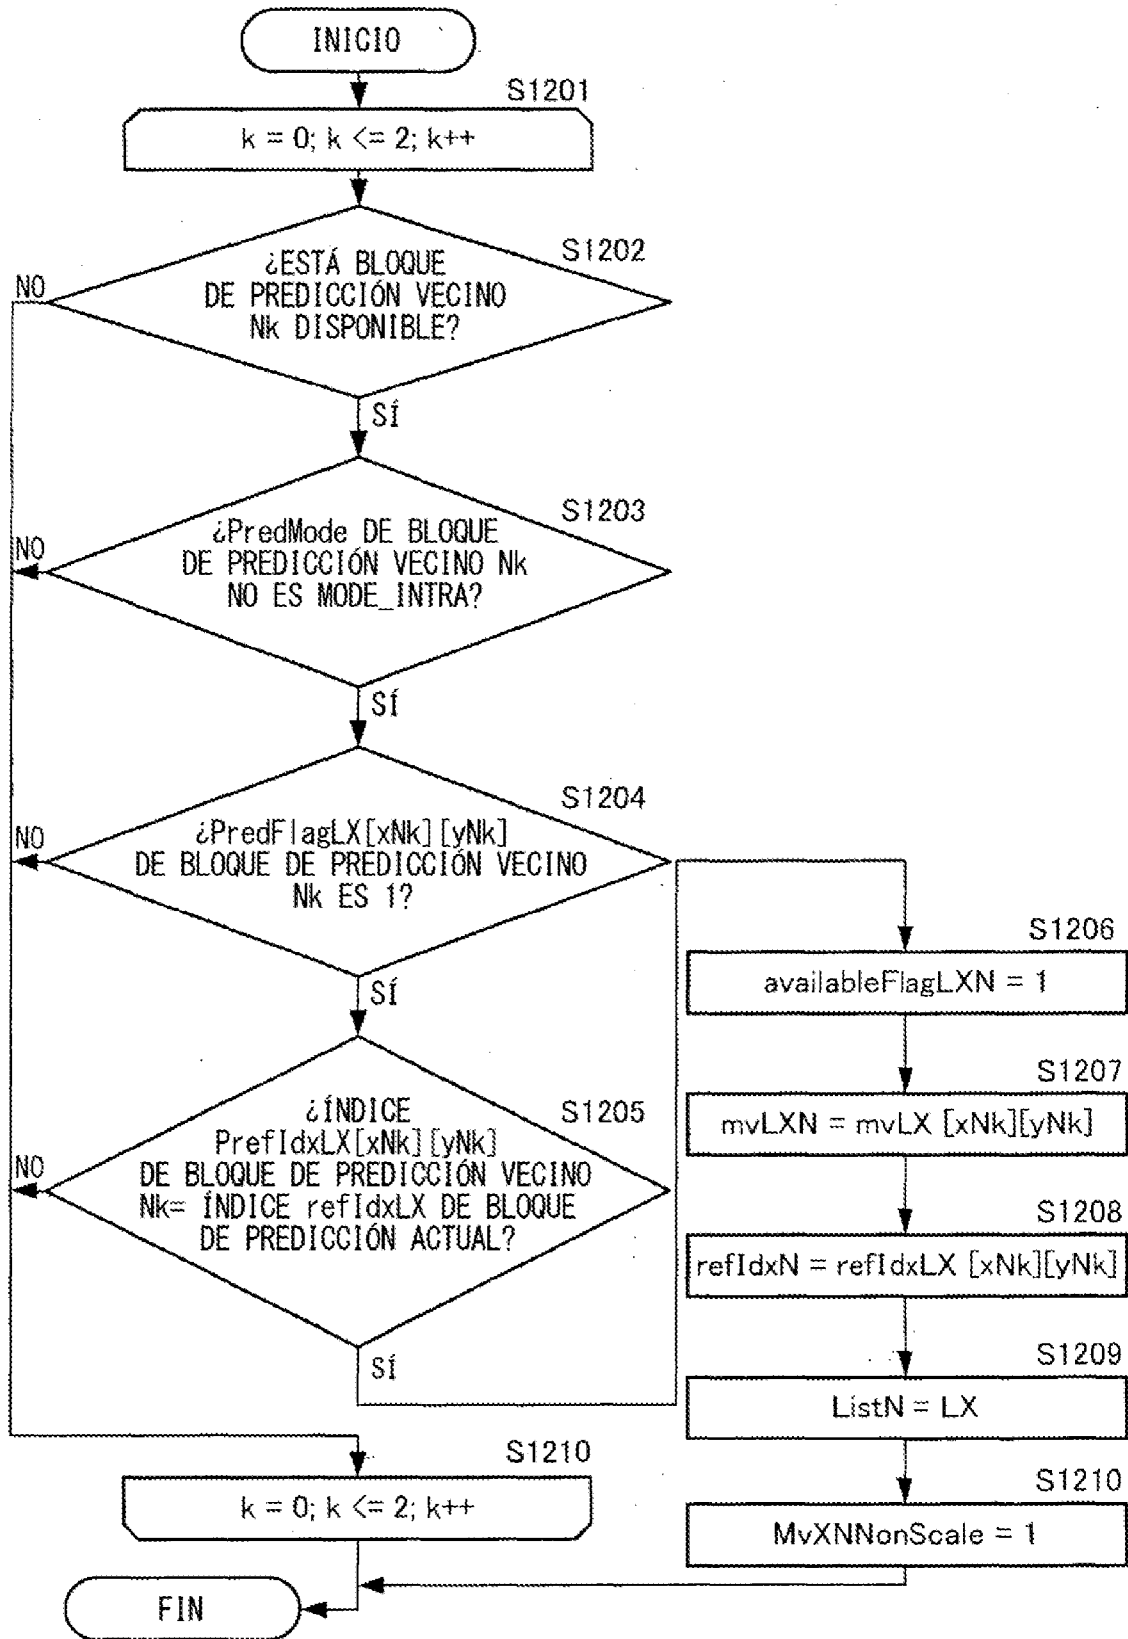 INICIO
S1201
k = 0; k <= 2; k++
S1202
¿ESTÁ BLOQUE
DE PREDICCIÓN VECINO
Nk DISPONIBLE?
NO
SÍ
S1203
¿PredMode DE BLOQUE
DE PREDICCIÓN VECINO Nk
NO ES MODE_INTRA?
NO
SÍ
S1204
¿PredFlagLX[xNk][yNk]
DE BLOQUE DE PREDICCIÓN VECINO
Nk ES 1?
NO
SÍ
S1205
¿ÍNDICE
PrefIdxLX[xNk][yNk]
DE BLOQUE DE PREDICCIÓN VECINO
Nk= ÍNDICE refIdxLX DE BLOQUE
DE PREDICCIÓN ACTUAL?
NO
SÍ
S1206
availableFlagLXN = 1
S1207
mvLXN = mvLX [xNk][yNk]
S1208
refIdxN = refIdxLX [xNk][yNk]
S1209
ListN = LX
S1210
MvXNNonScale = 1
S1210
k = 0; k <= 2; k++
FIN